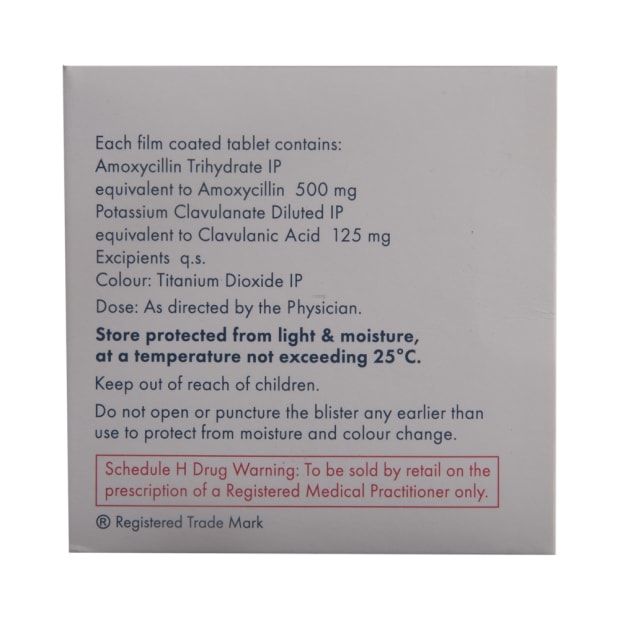 Each film coated tablet contains:
Amoxycillin Trihydrate IP
equivalent to Amoxycillin 500 mg
Potassium Clavulanate Diluted IP
equivalent to Clavulanic Acid 125 mg
Excipients q.s.
Colour: Titanium Dioxide IP
Dose: As directed by the Physician.
Store protected from light & moisture,
at a temperature not exceeding 25°C.
Keep out of reach of children.
Do not open or puncture the blister any earlier than
use to protect from moisture and colour change.
Schedule H Drug Warning: To be sold by retail on the
prescription of a Registered Medical Practitioner only.
® Registered Trade Mark